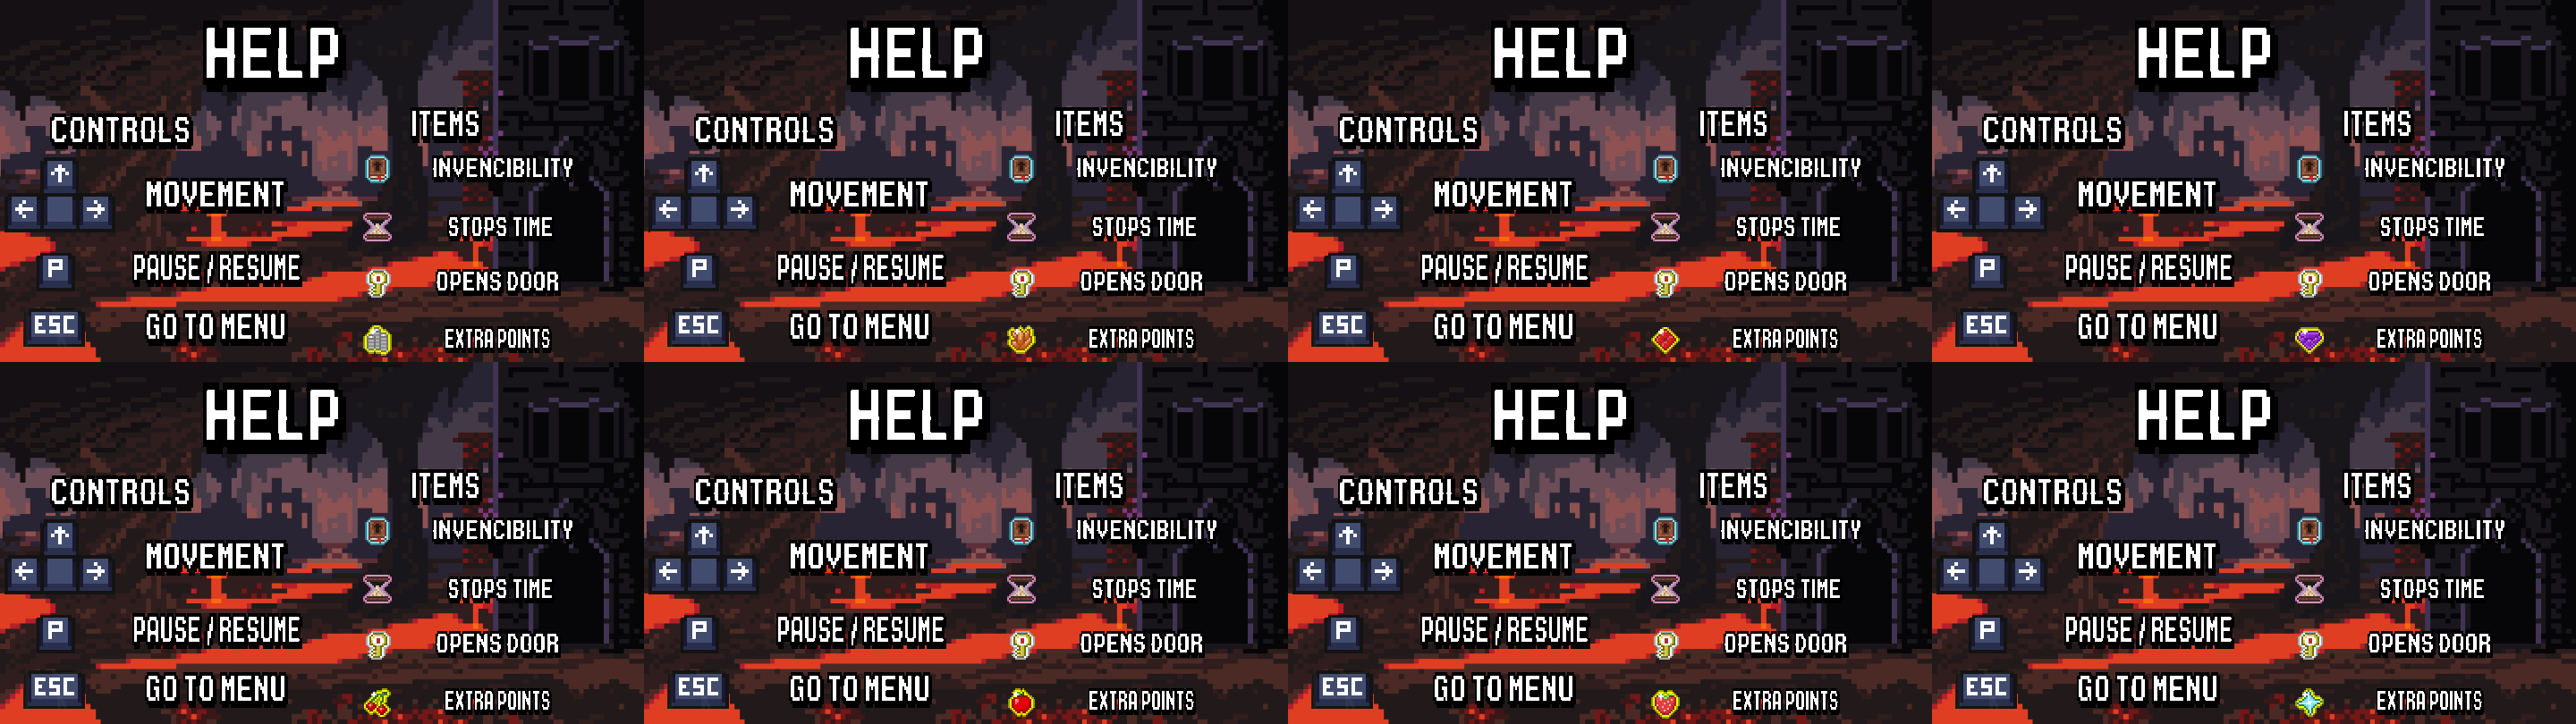 HELP
CONTROLS
ITEMS
INVENCIBILITY
MOVEMENT
STOPS TIME
P
PAUSE / RESUME
OPENS DOOR
ESC
GO TO MENU
EXTRA POINTS
HELP
CONTROLS
ITEMS
INVENCIBILITY
MOVEMENT
STOPS TIME
P
PAUSE / RESUME
OPENS DOOR
ESC
GO TO MENU
EXTRA POINTS
HELP
CONTROLS
ITEMS
INVENCIBILITY
MOVEMENT
STOPS TIME
P
PAUSE / RESUME
OPENS DOOR
ESC
GO TO MENU
EXTRA POINTS
HELP
CONTROLS
ITEMS
INVENCIBILITY
MOVEMENT
STOPS TIME
P
PAUSE / RESUME
OPENS DOOR
ESC
GO TO MENU
EXTRA POINTS
HELP
CONTROLS
ITEMS
INVENCIBILITY
MOVEMENT
STOPS TIME
P
PAUSE / RESUME
OPENS DOOR
ESC
GO TO MENU
EXTRA POINTS
HELP
CONTROLS
ITEMS
INVENCIBILITY
MOVEMENT
STOPS TIME
P
PAUSE / RESUME
OPENS DOOR
ESC
GO TO MENU
EXTRA POINTS
HELP
CONTROLS
ITEMS
INVENCIBILITY
MOVEMENT
STOPS TIME
P
PAUSE / RESUME
OPENS DOOR
ESC
GO TO MENU
EXTRA POINTS
HELP
CONTROLS
ITEMS
INVENCIBILITY
MOVEMENT
STOPS TIME
P
PAUSE / RESUME
OPENS DOOR
ESC
GO TO MENU
EXTRA POINTS